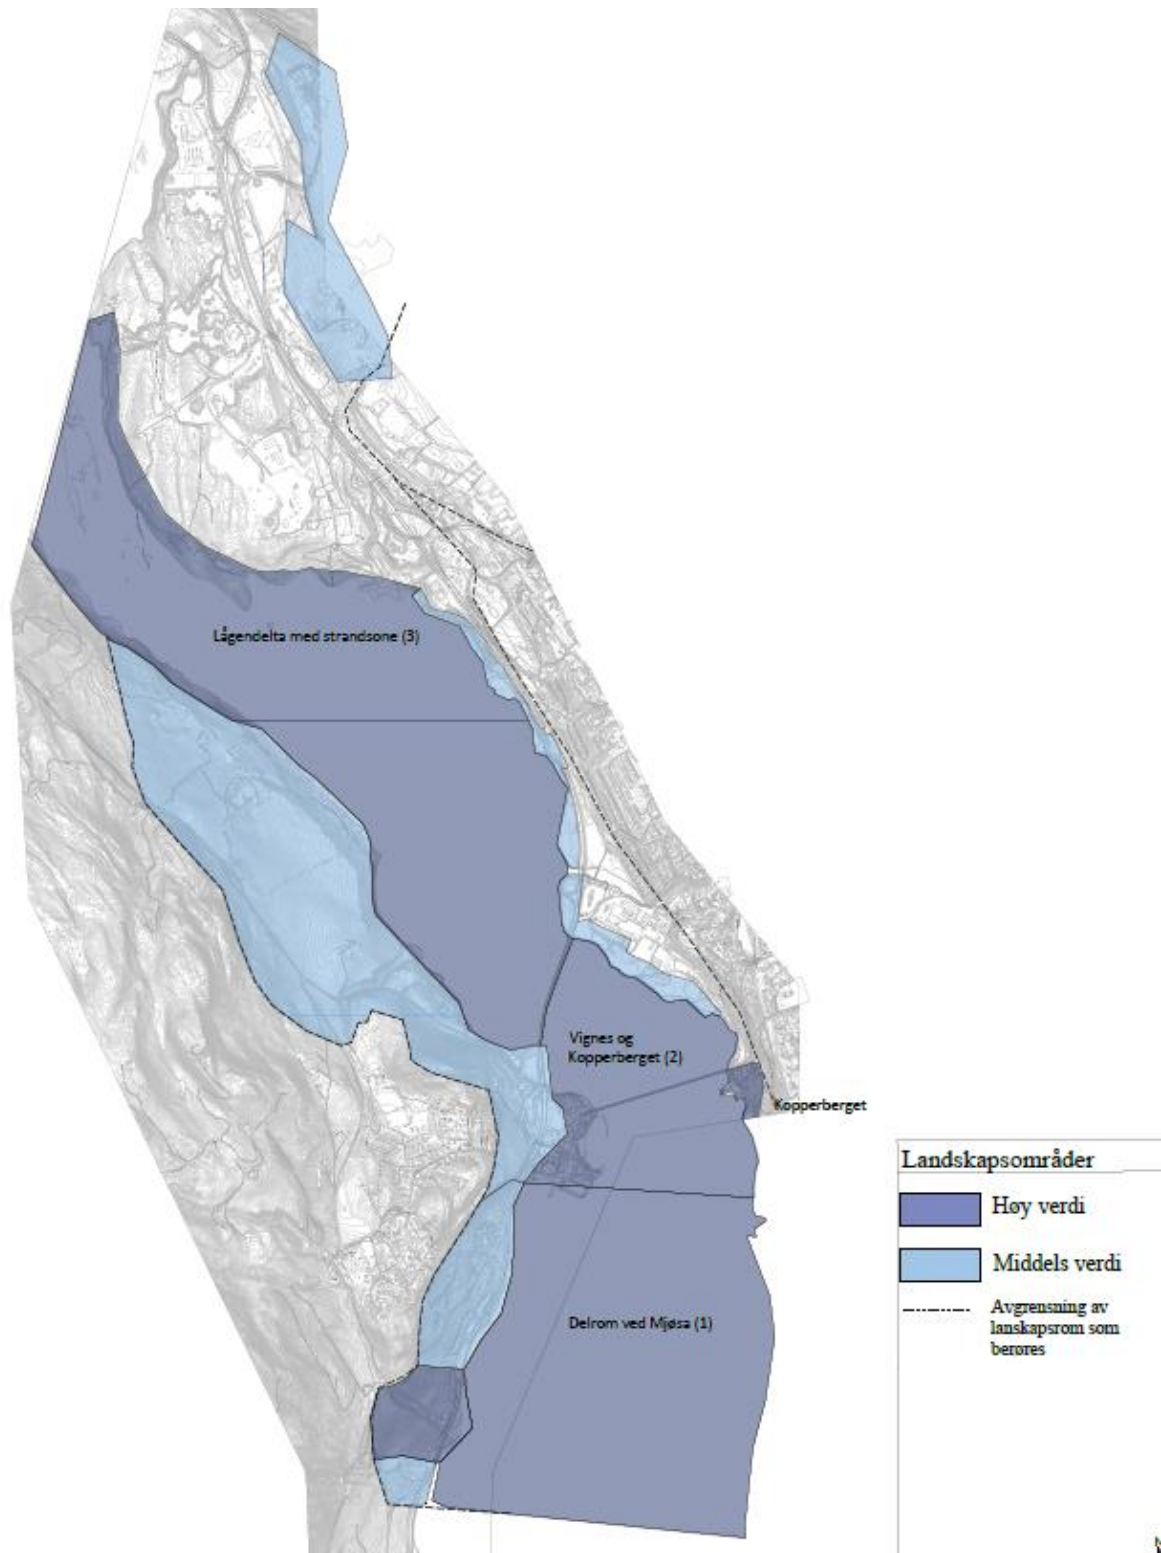 Lågendelta med strandsone (3)
Vignes og
Kopperberget (2)
Kopperberget
Delrom ved Mjøsa (1)
Landskapsområder
Høy verdi
Middels verdi
Avgrensning av
lanskapsrom som
berøres